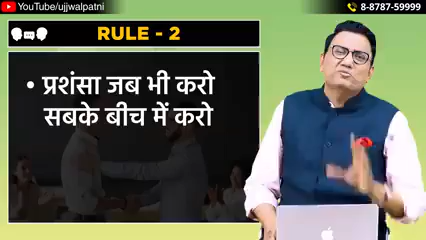 YouTube/ujjwalpatni
8-8787-59999
RULE - 2
• प्रशंसा जब भी करो
सबके बीच में करो